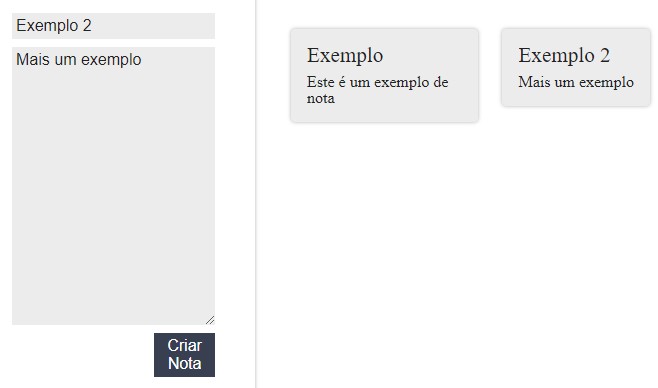 Exemplo 2
Mais um exemplo
Criar
Nota
Exemplo
Este é um exemplo de
nota
Exemplo 2
Mais um exemplo